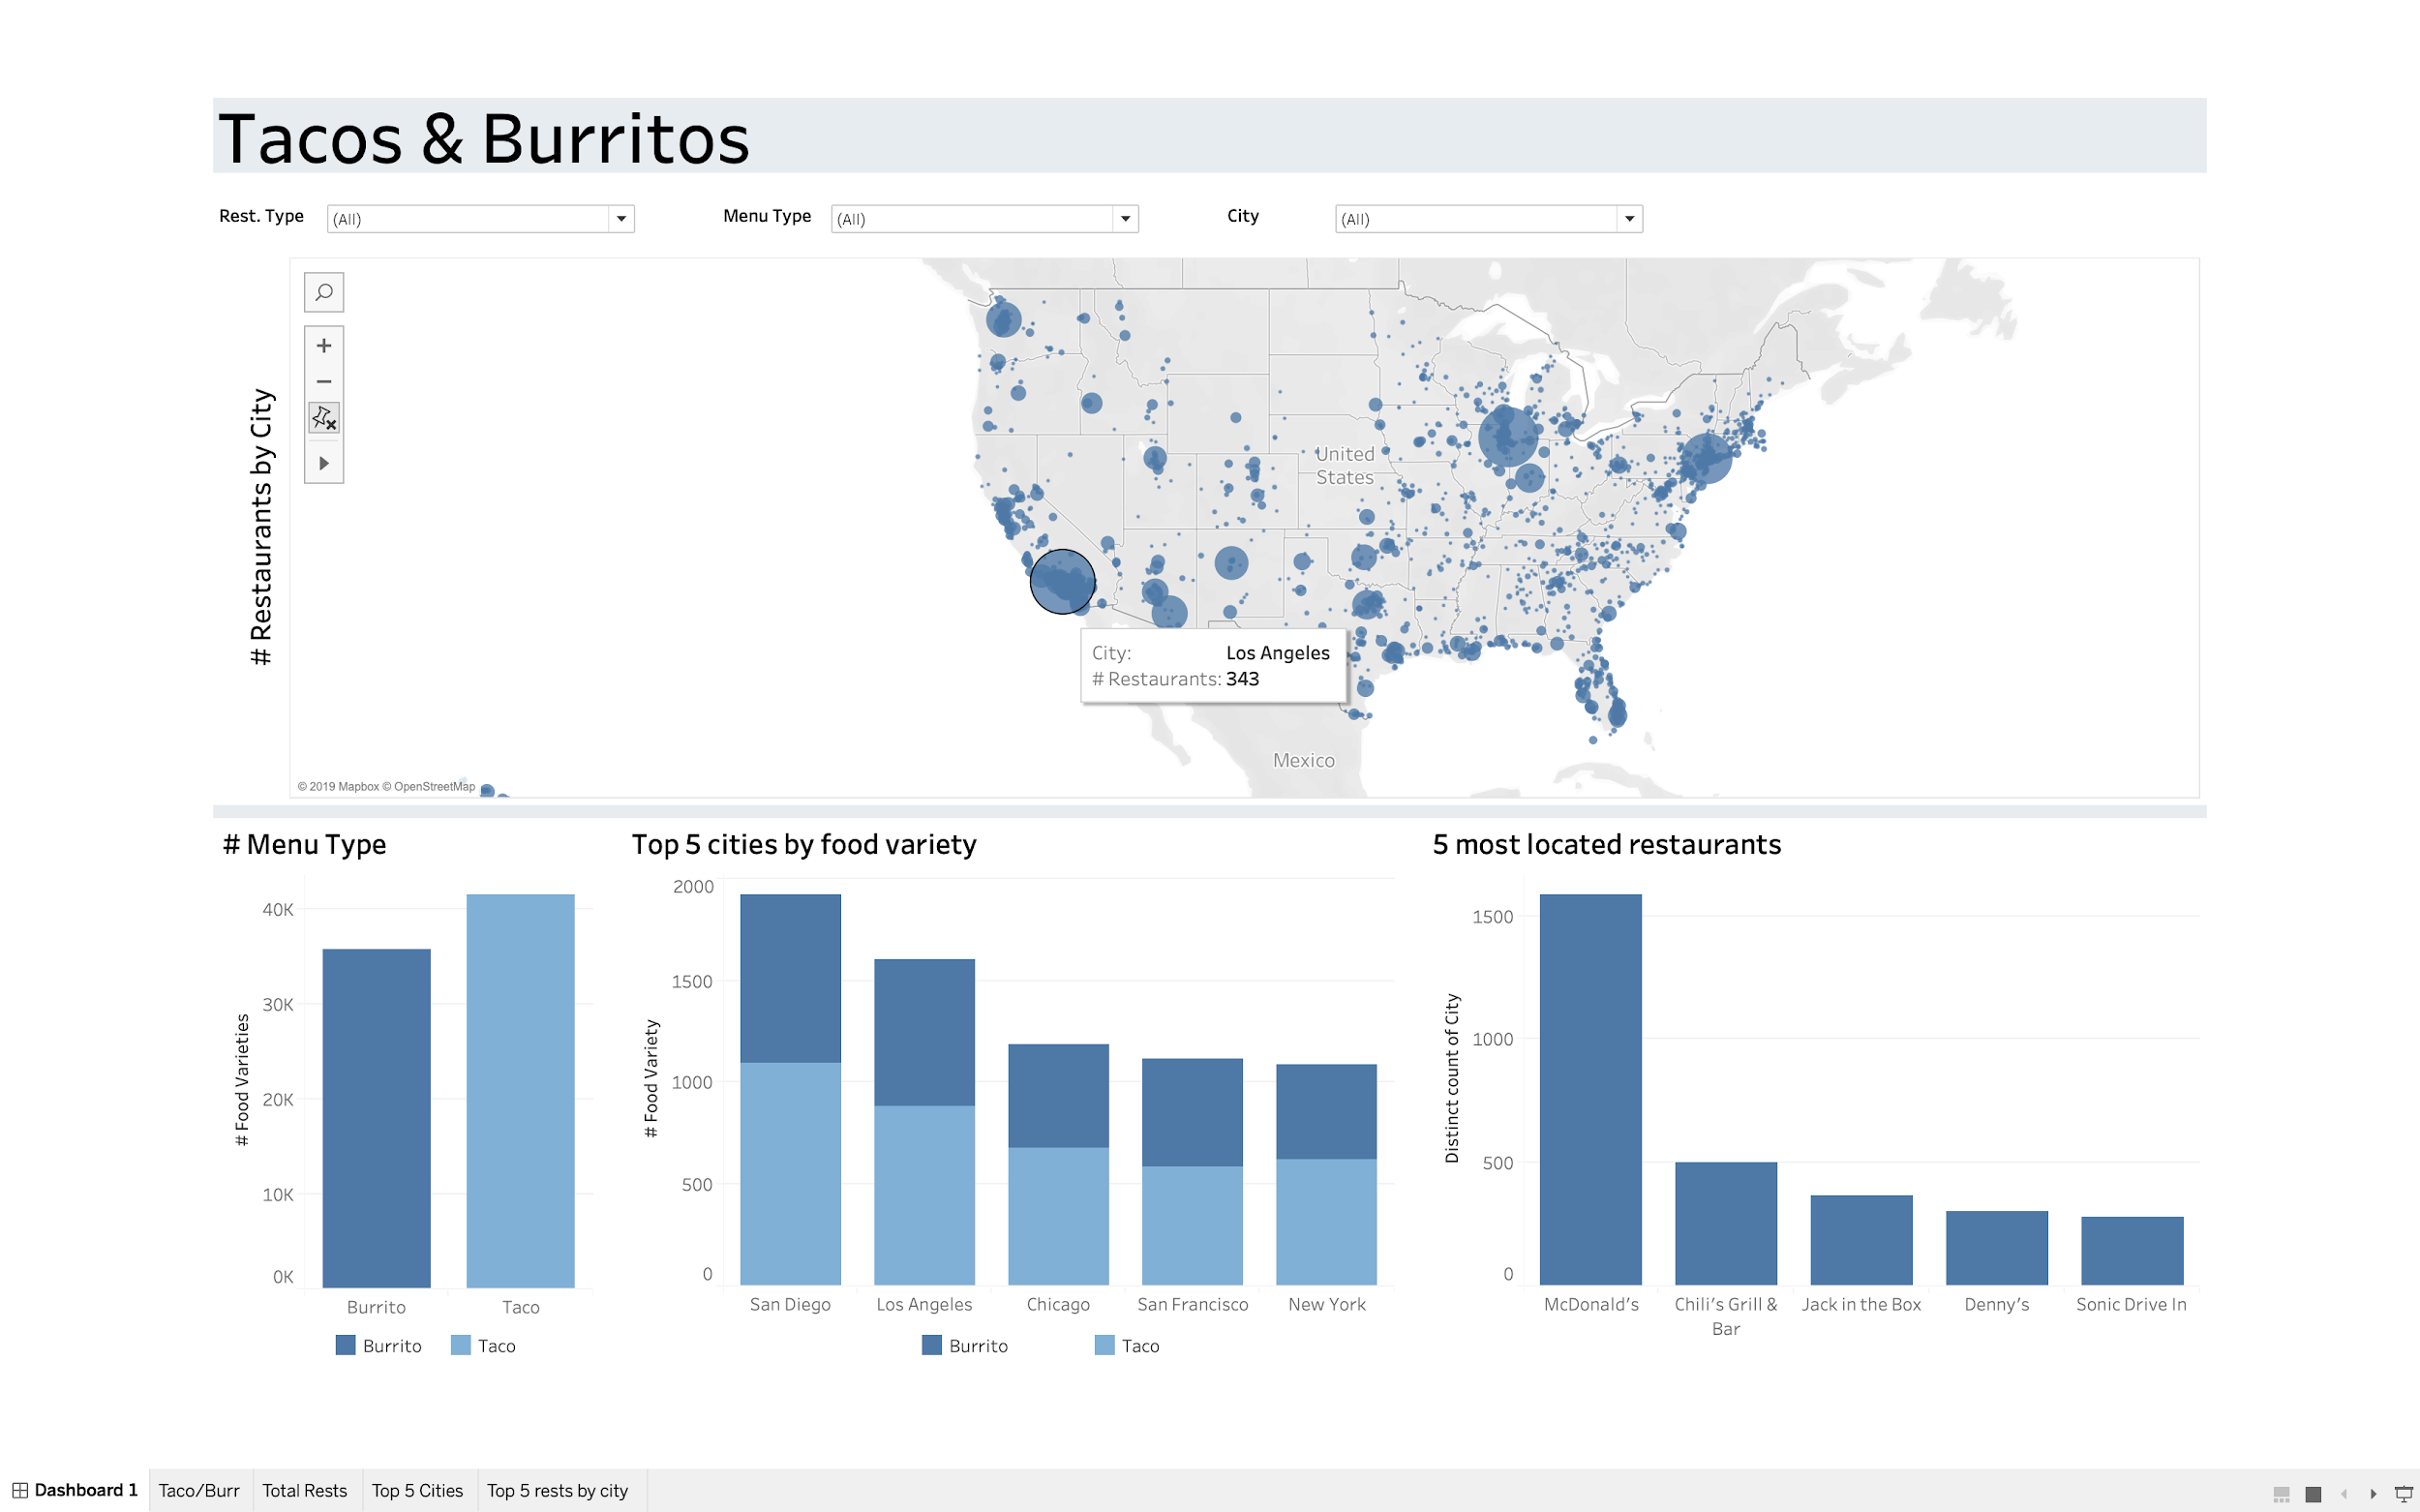 Tacos & Burritos
Rest. Type (All) Menu Type (All) City (All)
# Restaurants by City
United
States
City: Los Angeles
# Restaurants: 343
Mexico
© 2019 Mapbox © OpenStreetMap
# Menu Type
# Food Varieties
40K
30K
20K
10K
0K
Burrito Taco
Burrito Taco
Top 5 cities by food variety
# Food Variety
2000
1500
1000
500
0
San Diego Los Angeles Chicago San Francisco New York
Burrito Taco
5 most located restaurants
Distinct count of City
1500
1000
500
0
McDonald's Chili's Grill & Jack in the Box Denny's Sonic Drive In
Bar
Dashboard 1 Taco/Burr Total Rests Top 5 Cities Top 5 rests by city